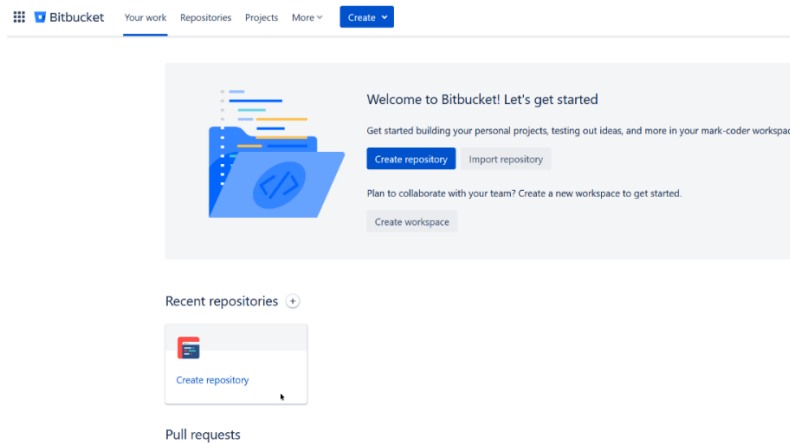 Bitbucket Your work Repositories Projects More Create
Welcome to Bitbucket! Let's get started
Get started building your personal projects, testing out ideas, and more in your mark-coder
Create repository Import repository
Plan to collaborate with your team? Create a new workspace to get started.
Create workspace
Recent repositories +
Create repository
Pull requests